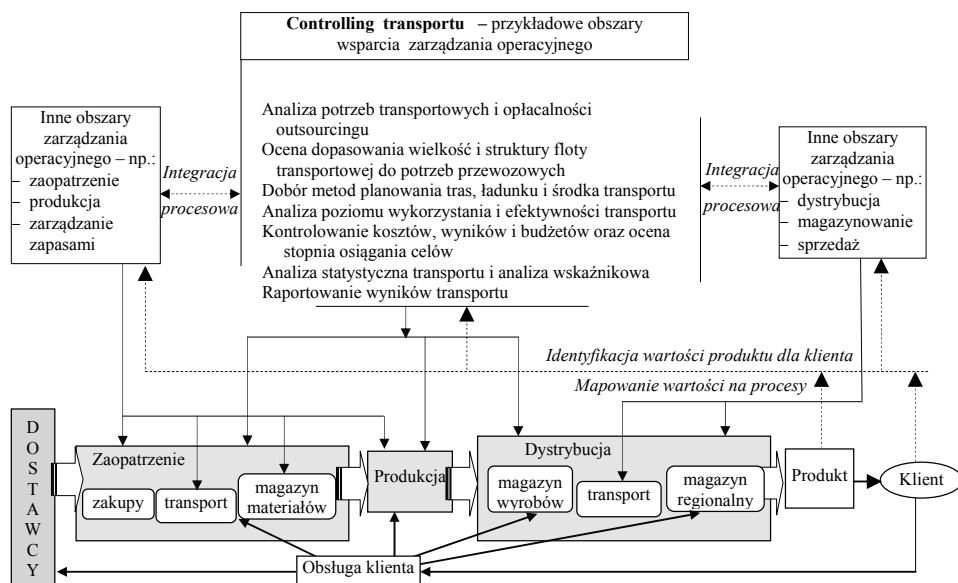 Controlling transportu – przykładowe obszary
wsparcia zarządzania operacyjnego
Inne obszary
zarządzania
operacyjnego – np.:
– zaopatrzenie
– produkcja
– zarządzanie
zapasami
Integracja
procesowa
Analiza potrzeb transportowych i opłacalności
outsourcingu
Ocena dopasowania wielkość i struktury floty
transportowej do potrzeb przewozowych
Dobór metod planowania tras, ładunku i środka transportu
Analiza poziomu wykorzystania i efektywności transportu
Kontrolowanie kosztów, wyników i budżetów oraz ocena
stopnia osiągania celów
Analiza statystyczna transportu i analiza wskaźnikowa
Raportowanie wyników transportu
Integracja
procesowa
Inne obszary
zarządzania
operacyjnego – np.:
– dystrybucja
– magazynowanie
– sprzedaż
Identyfikacja wartości produktu dla klienta
Mapowanie wartości na procesy
D
O
S
T
A
W
C
Y
Zaopatrzenie
zakupy
transport
magazyn
materiałów
Produkcja
Dystrybucja
magazyn
wyrobów
transport
magazyn
regionalny
Produkt
Klient
Obsługa klienta